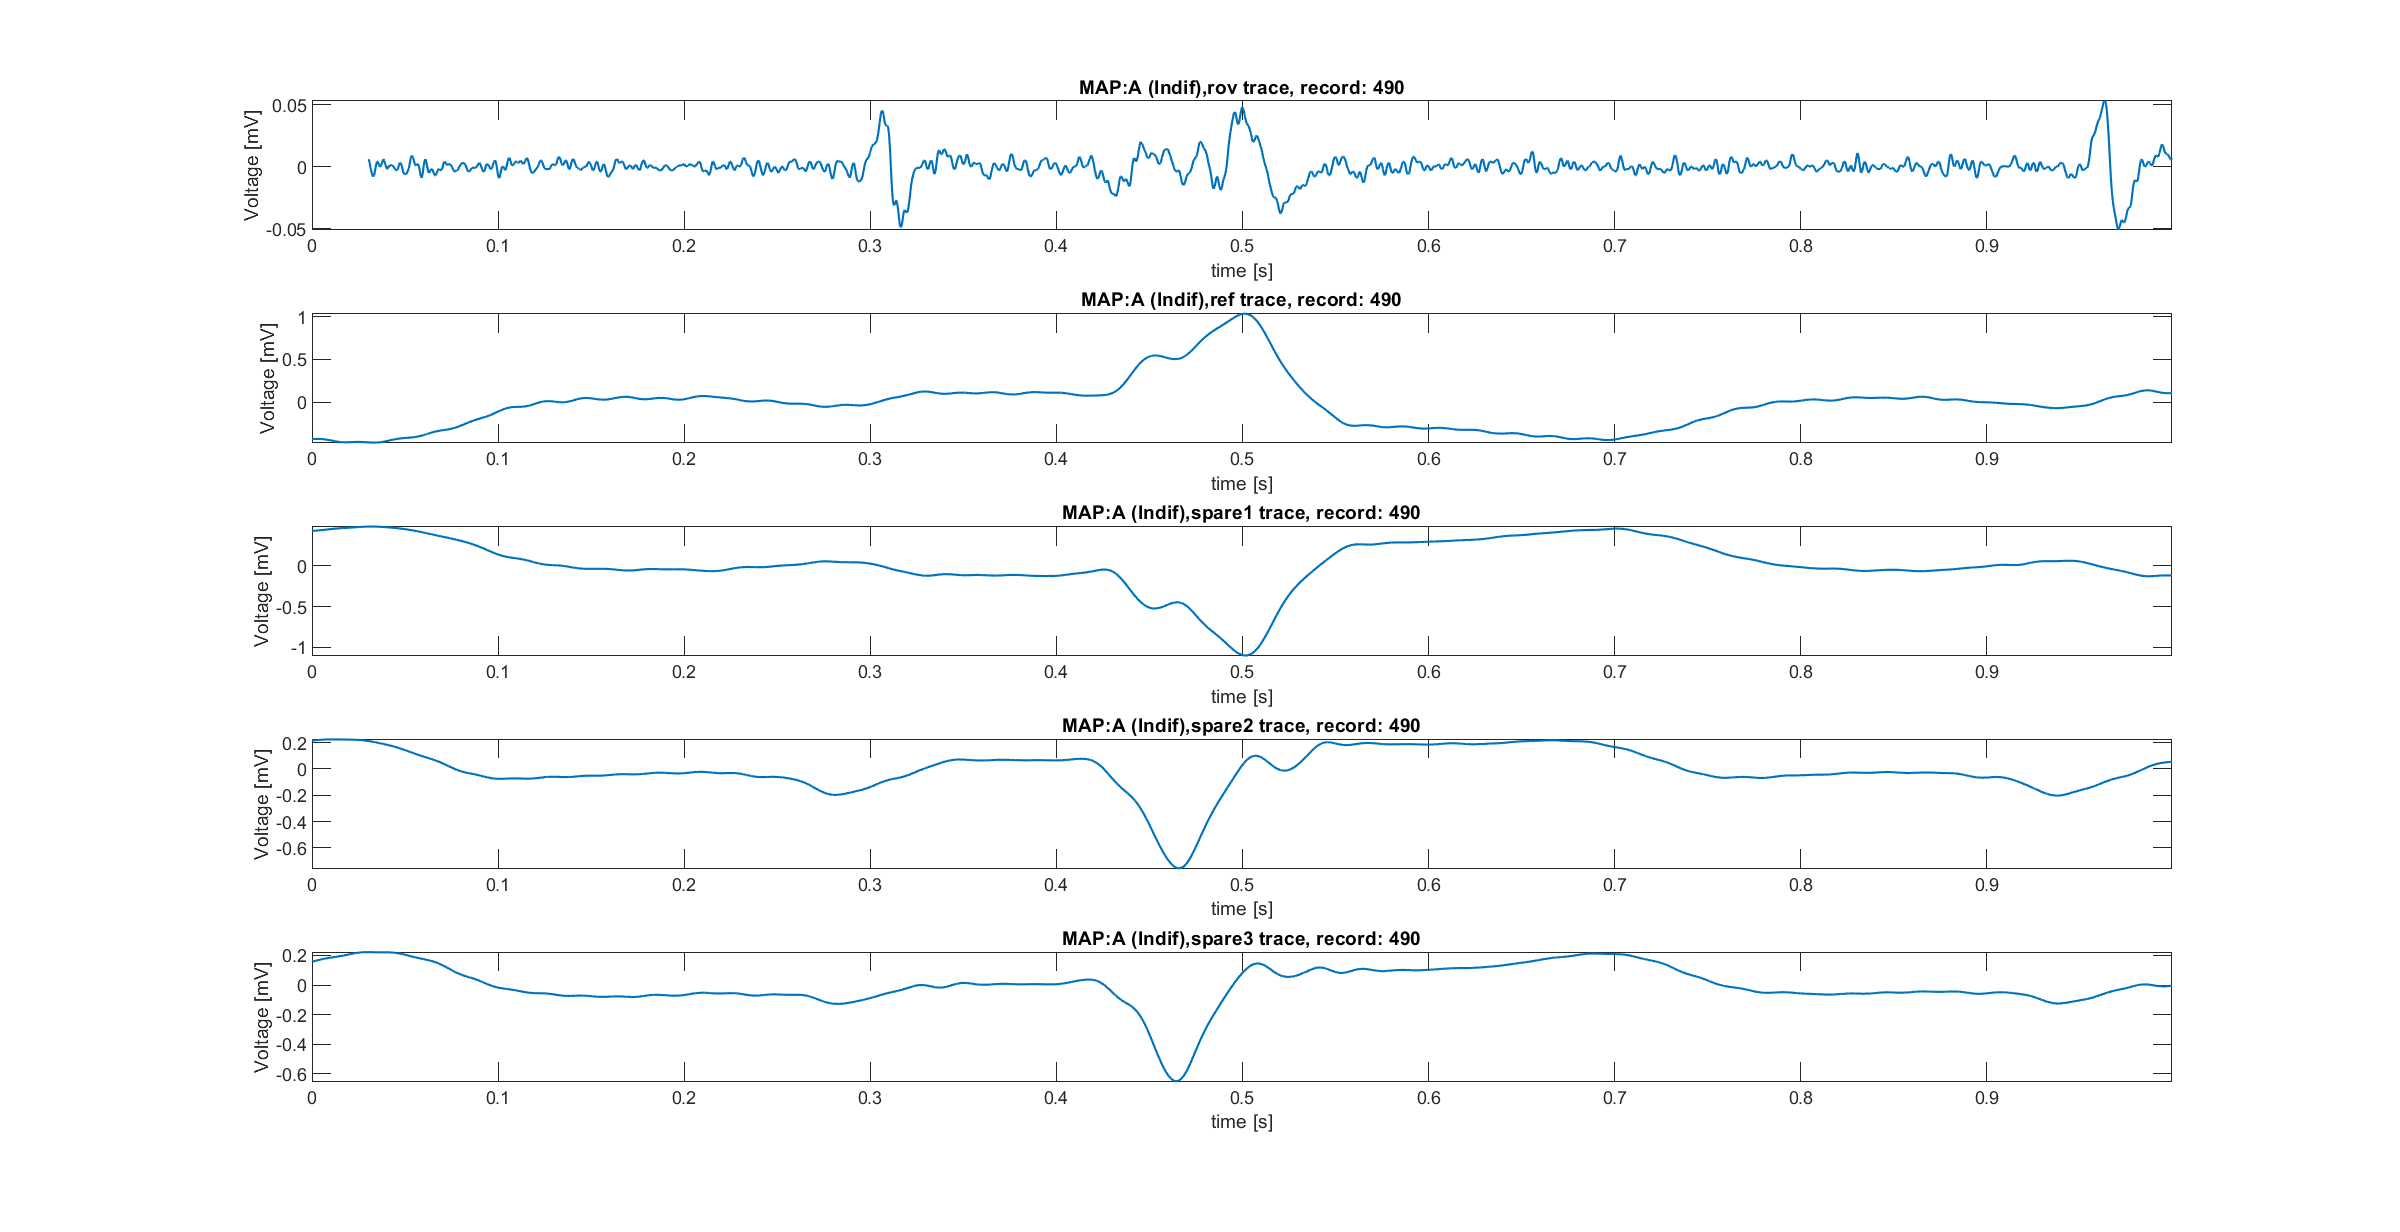 MAP:A (Indif),rov trace, record: 490
Voltage [mV]
0.05
0
-0.05
0 0.1 0.2 0.3 0.4 0.5 0.6 0.7 0.8 0.9
time [s]
MAP:A (Indif),ref trace, record: 490
Voltage [mV]
1
0.5
0
0 0.1 0.2 0.3 0.4 0.5 0.6 0.7 0.8 0.9
time [s]
MAP:A (Indif),spare1 trace, record: 490
Voltage [mV]
0
-0.5
-1
0 0.1 0.2 0.3 0.4 0.5 0.6 0.7 0.8 0.9
time [s]
MAP:A (Indif),spare2 trace, record: 490
Voltage [mV]
0.2
0
-0.2
-0.4
-0.6
0 0.1 0.2 0.3 0.4 0.5 0.6 0.7 0.8 0.9
time [s]
MAP:A (Indif),spare3 trace, record: 490
Voltage [mV]
0.2
0
-0.2
-0.4
-0.6
0 0.1 0.2 0.3 0.4 0.5 0.6 0.7 0.8 0.9
time [s]